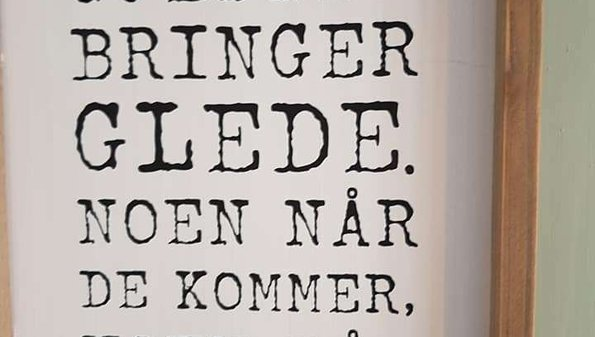 BRINGER
GLEDE.
NOEN NÅR
DE KOMMER,